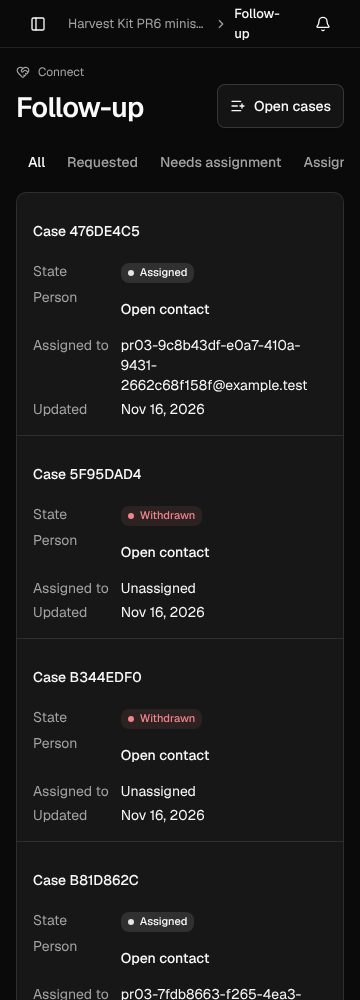 Harvest Kit PR6 minis...
Follow-
up
Connect
Follow-up
Open cases
All
Requested
Needs assignment
Assigr
Case 476DE4C5
State
Assigned
Person
Open contact
Assigned to
pr03-9c8b43df-e0a7-410a-
9431-
2662c68f158f@example.test
Updated
Nov 16, 2026
Case 5F95DAD4
State
Withdrawn
Person
Open contact
Assigned to
Unassigned
Updated
Nov 16, 2026
Case B344EDF0
State
Withdrawn
Person
Open contact
Assigned to
Unassigned
Updated
Nov 16, 2026
Case B81D862C
State
Assigned
Person
Open contact
Assigned to
pr03-7fdb8663-f265-4ea3-